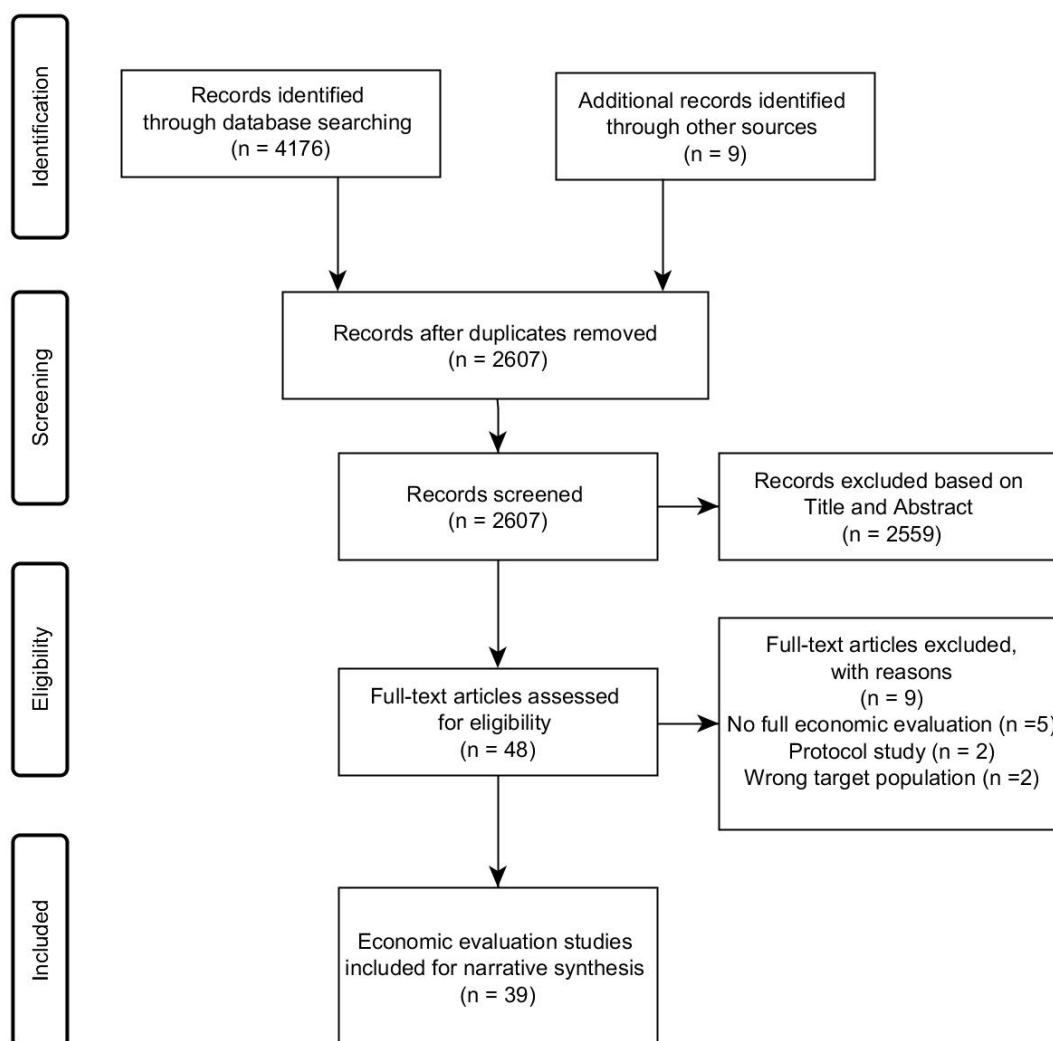 Identification
Records identified
through database searching
(n = 4176)
Additional records identified
through other sources
(n = 9)
Screening
Records after duplicates removed
(n = 2607)
Records screened
(n = 2607)
Records excluded based on
Title and Abstract
(n = 2559)
Eligibility
Full-text articles assessed
for eligibility
(n = 48)
Full-text articles excluded,
with reasons
(n = 9)
No full economic evaluation (n =5)
Protocol study (n = 2)
Wrong target population (n =2)
Included
Economic evaluation studies
included for narrative synthesis
(n = 39)